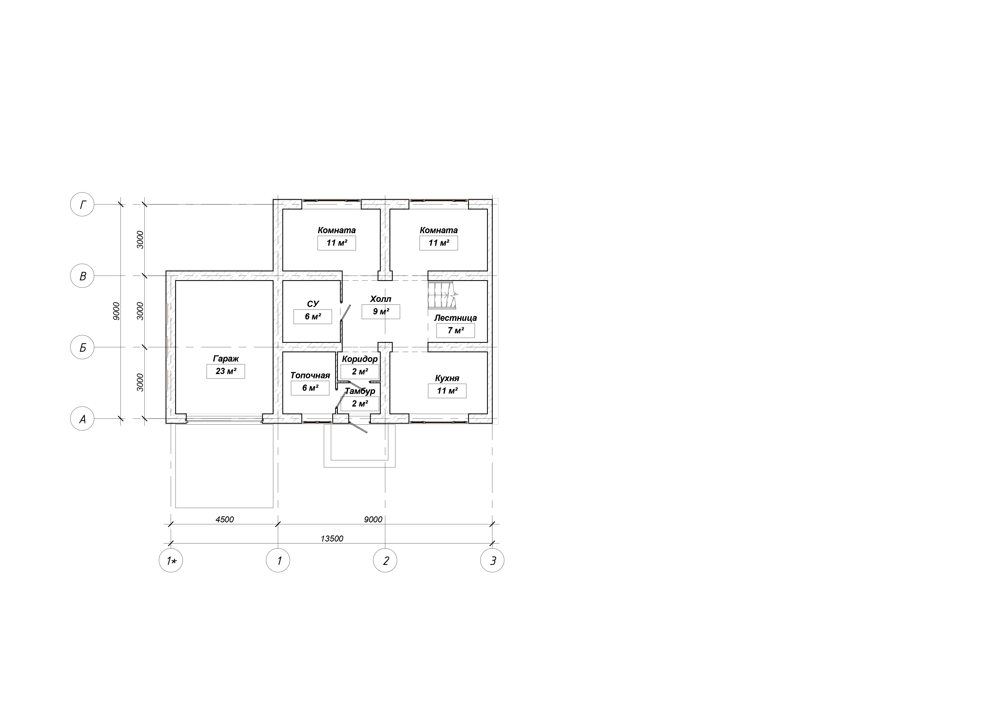 Г
Комната
11 м²
Комната
11 м²
3000
В
СУ
6 м²
Холл
9 м²
Лестница
7 м²
9000
3000
Б
Гараж
23 м²
Коридор
2 м²
Топочная
6 м²
Тамбур
2 м²
Кухня
11 м²
3000
А
4500
9000
13500
1*
1
2
3